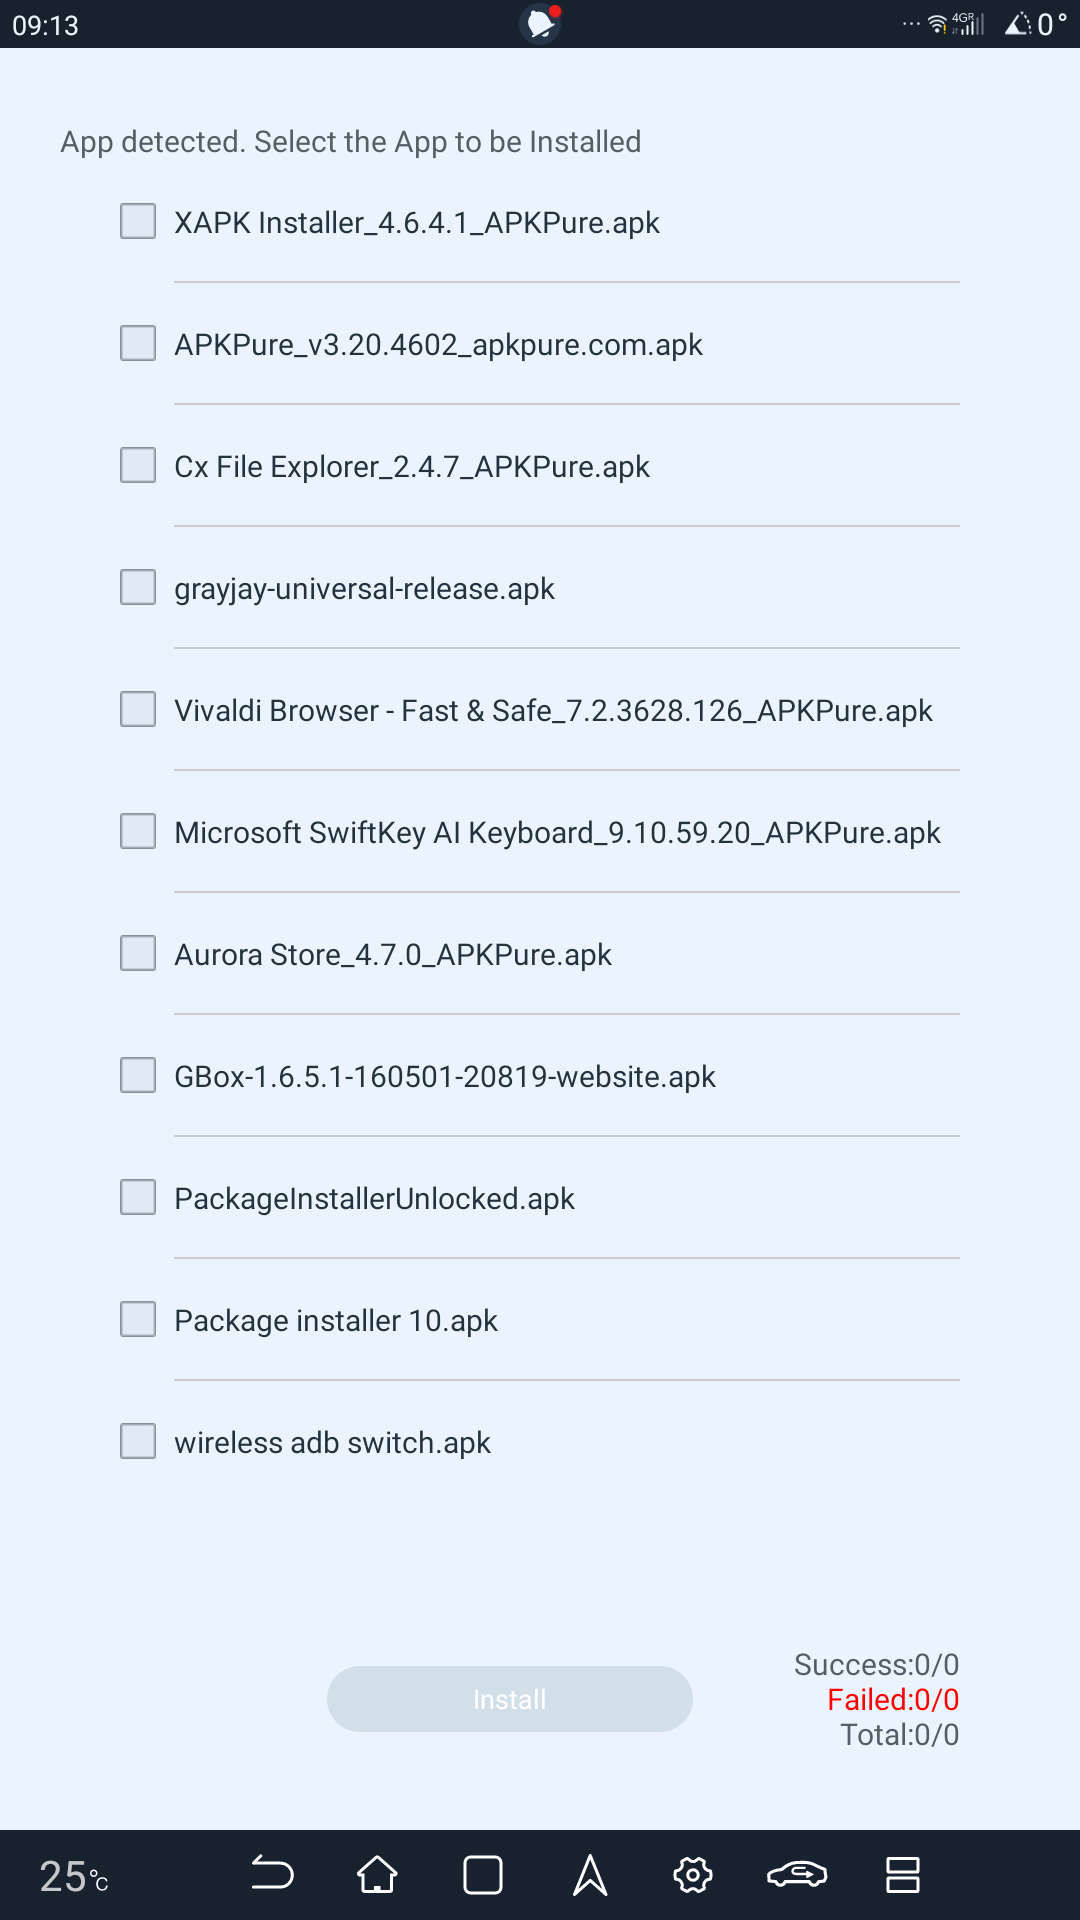 09:13
4GR
0°
App detected. Select the App to be Installed
XAPK Installer_4.6.4.1_APKPure.apk
APKPure_v3.20.4602_apkpure.com.apk
Cx File Explorer_2.4.7_APKPure.apk
grayjay-universal-release.apk
Vivaldi Browser - Fast & Safe_7.2.3628.126_APKPure.apk
Microsoft SwiftKey AI Keyboard_9.10.59.20_APKPure.apk
Aurora Store_4.7.0_APKPure.apk
GBox-1.6.5.1-160501-20819-website.apk
PackageInstallerUnlocked.apk
Package installer 10.apk
wireless adb switch.apk
Install
Success:0/0
Failed:0/0
Total:0/0
25°C